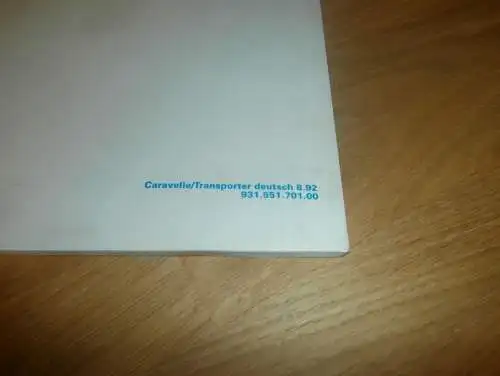 Caravelle/Transporter deutsch 8.92
931.551.701.00